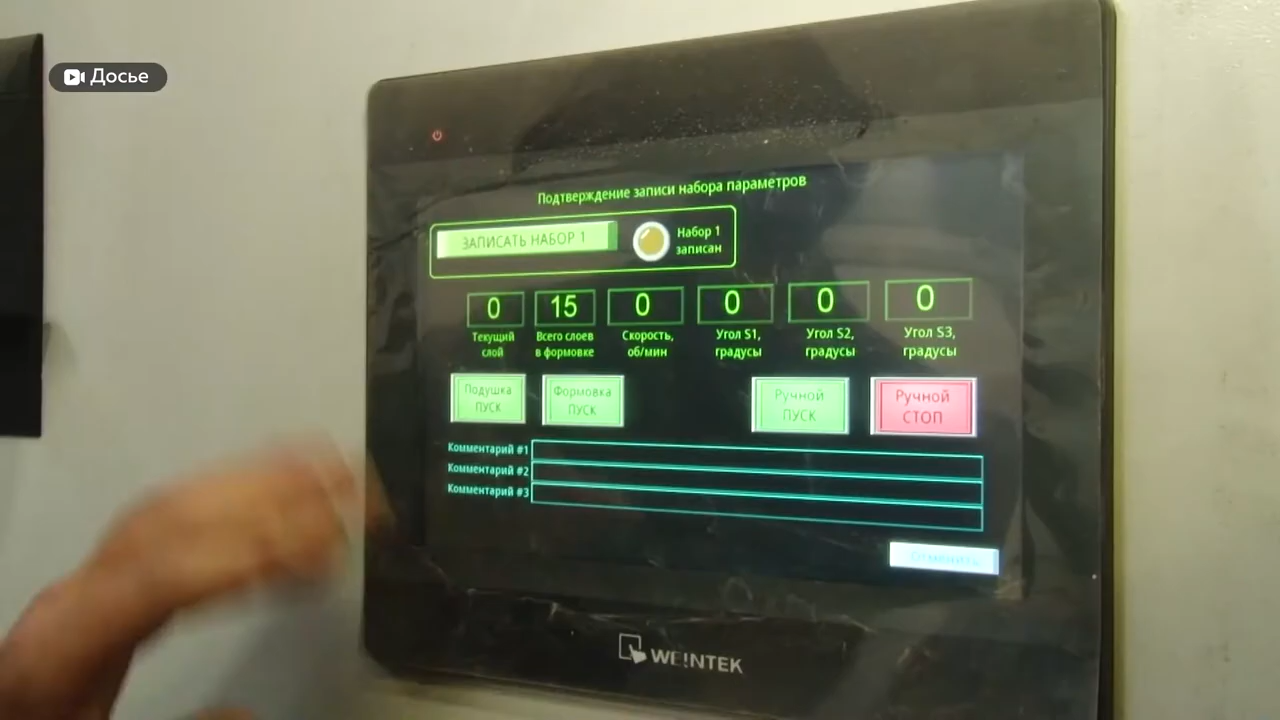 Досье
Подтверждение записи набора параметров
ЗАПИСАТЬ НАБОР 1
Набор 1
записан
0 15 0 0 0 0
Текущий
слой
Всего слоев
в формовке
Скорость,
об/мин
Угол S1,
градусы
Угол S2,
градусы
Угол S3,
градусы
Подушка
ПУСК
Формовка
ПУСК
Ручной
ПУСК
Ручной
СТОП
Комментарий #1
Комментарий #2
Комментарий #3
Отменить
WEINTEK